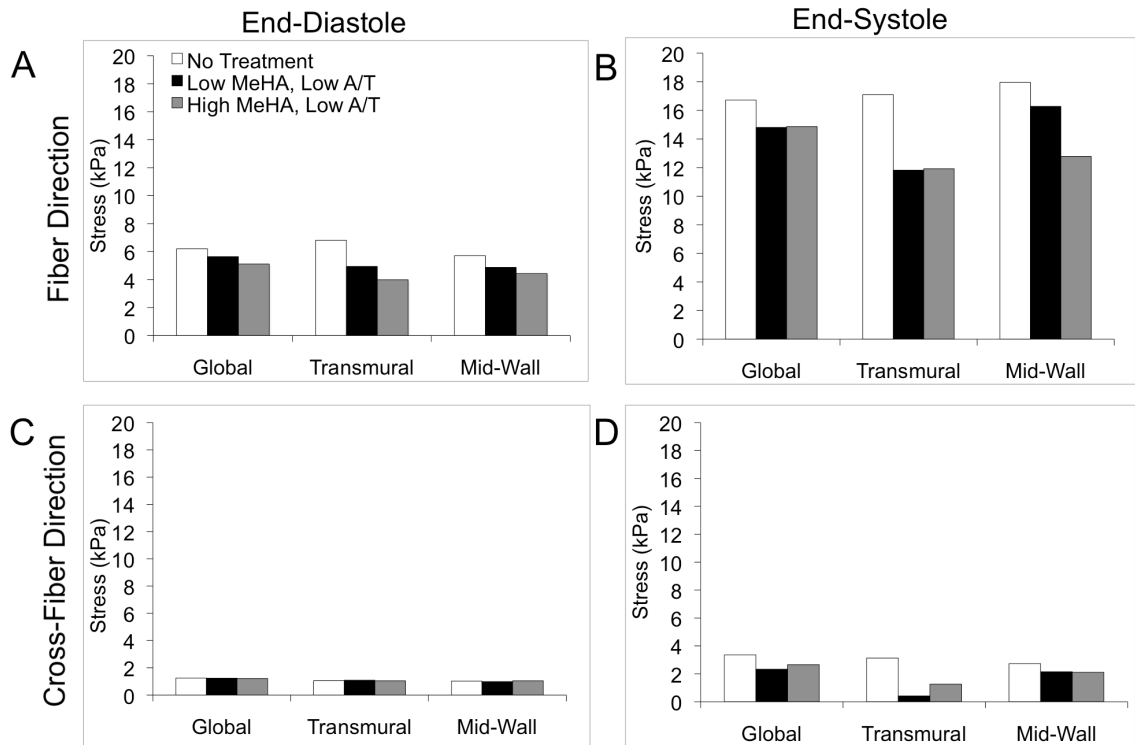 End-Diastole
End-Systole
Fiber Direction
A
Stress (kPa)
20
18
16
14
12
10
8
6
4
2
0
No Treatment
Low MeHA, Low A/T
High MeHA, Low A/T
Global Transmural Mid-Wall
B
Stress (kPa)
20
18
16
14
12
10
8
6
4
2
0
Global Transmural Mid-Wall
Cross-Fiber Direction
C
Stress (kPa)
20
18
16
14
12
10
8
6
4
2
0
Global Transmural Mid-Wall
D
Stress (kPa)
20
18
16
14
12
10
8
6
4
2
0
Global Transmural Mid-Wall